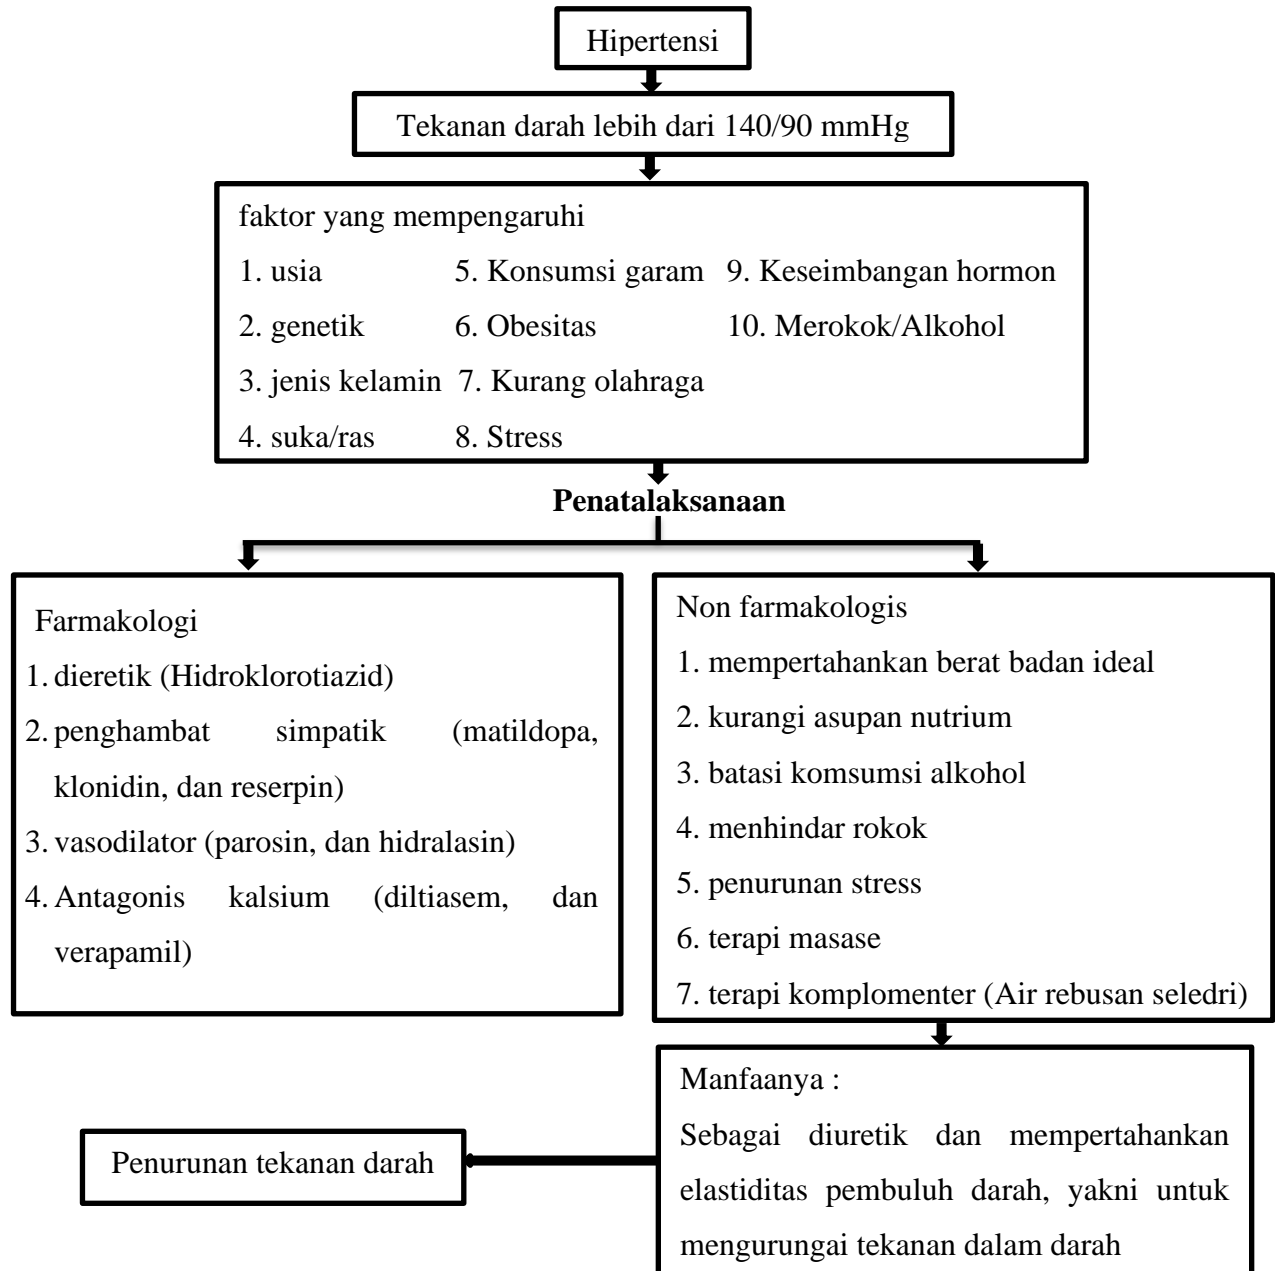 Hipertensi
Tekanan darah lebih dari 140/90 mmHg
faktor yang mempengaruhi
1. usia 5. Konsumsi garam 9. Keseimbangan hormon
2. genetik 6. Obesitas 10. Merokok/Alkohol
3. jenis kelamin 7. Kurang olahraga
4. suka/ras 8. Stress
Penatalaksanaan
Farmakologi
1. dieretik (Hidroklorotiazid)
2. penghambat simpatik (matildopa,
klonidin, dan reserpin)
3. vasodilator (parosin, dan hidralasin)
4. Antagonis kalsium (diltiasem, dan
verapamil)
Non farmakologis
1. mempertahankan berat badan ideal
2. kurangi asupan nutrium
3. batasi komsumsi alkohol
4. menhindar rokok
5. penurunan stress
6. terapi masase
7. terapi komplomenter (Air rebusan seledri)
Manfaanya :
Sebagai diuretik dan mempertahankan
elastiditas pembuluh darah, yakni untuk
mengurungai tekanan dalam darah
Penurunan tekanan darah